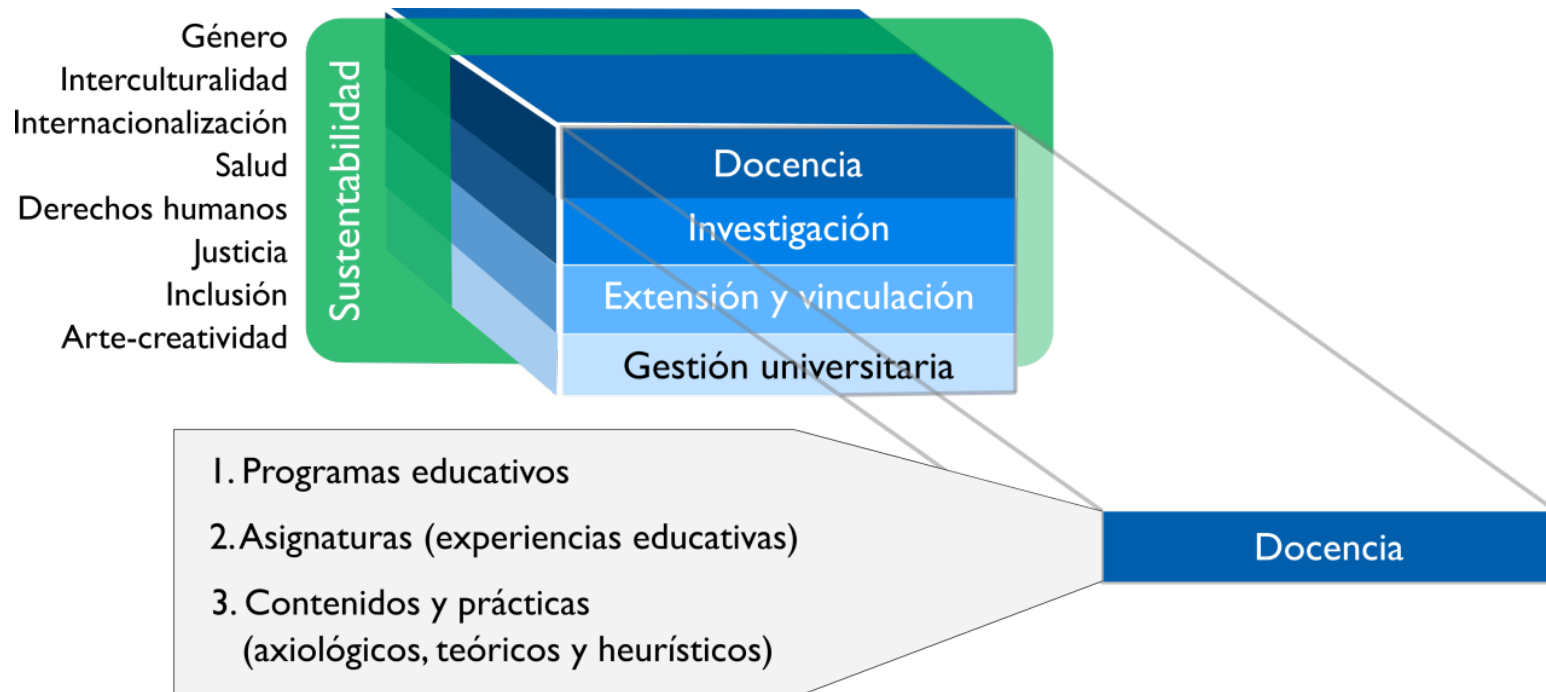 Género
Interculturalidad
Internacionalización
Salud
Derechos humanos
Justicia
Inclusión
Arte-creatividad
Sustentabilidad
Docencia
Investigación
Extensión y vinculación
Gestión universitaria
1. Programas educativos
2. Asignaturas (experiencias educativas)
3. Contenidos y prácticas
(axiológicos, teóricos y heurísticos)
Docencia